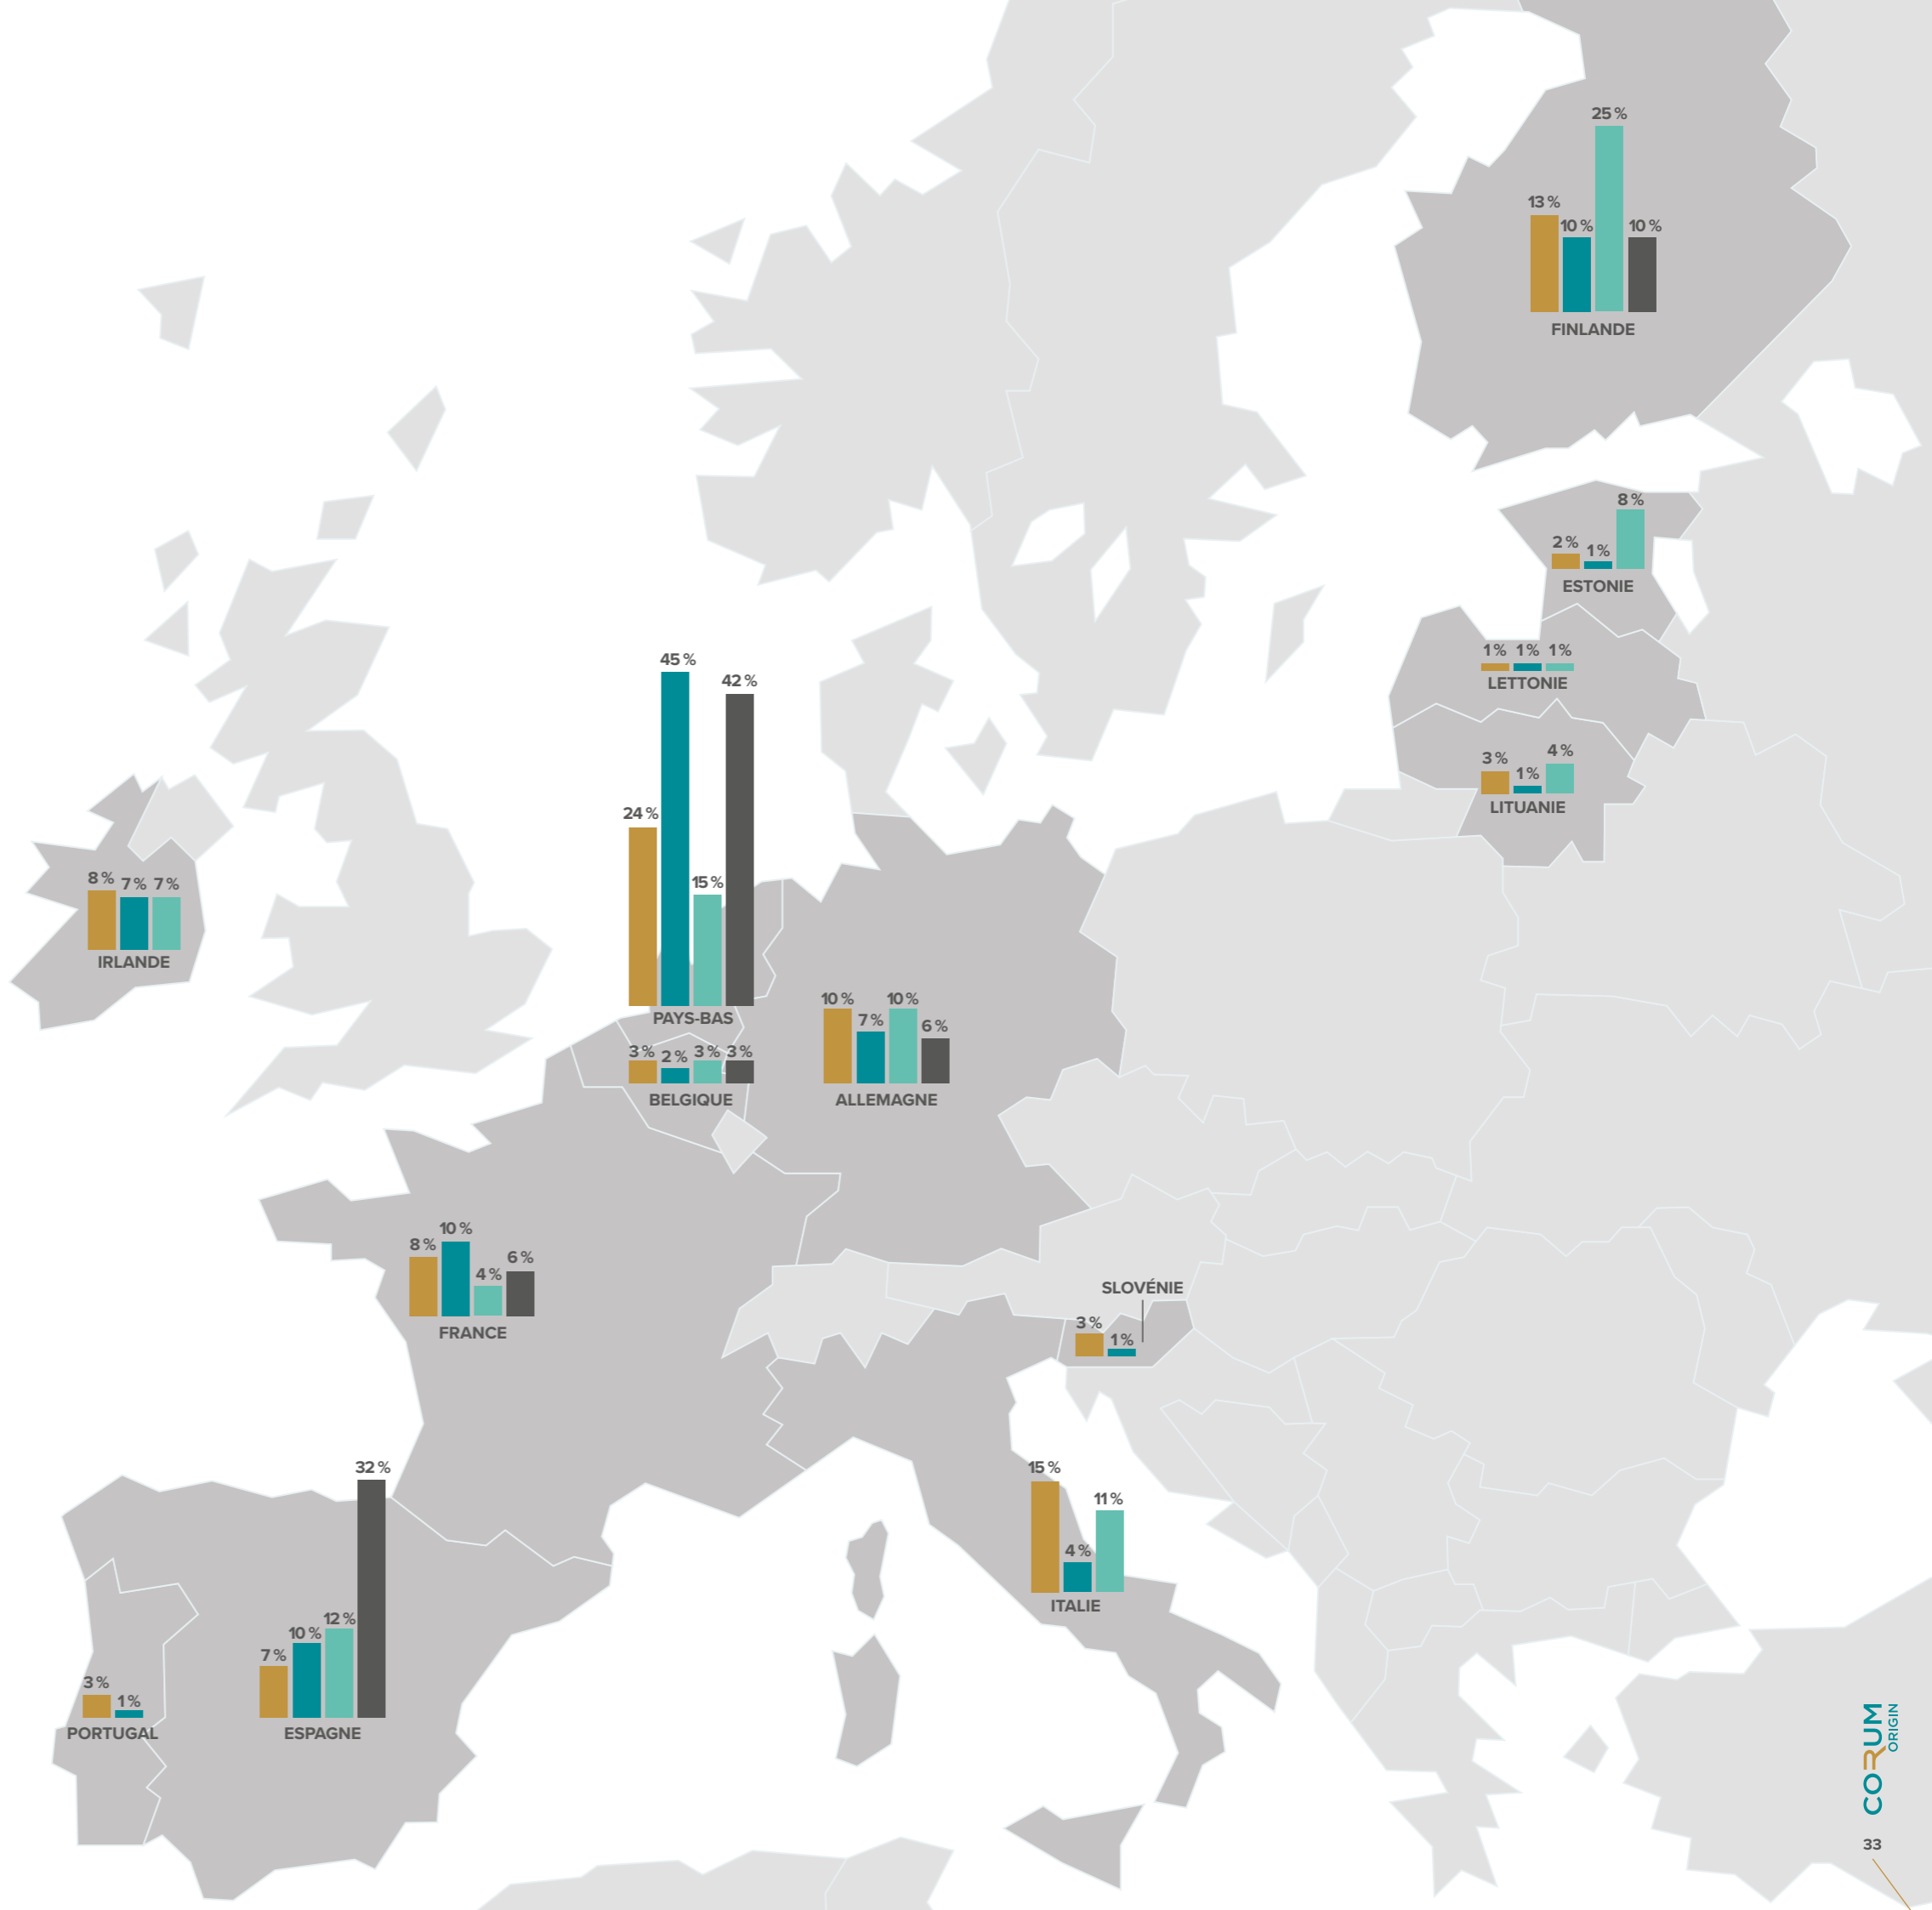 25 %
13 %
10 %
10 %
FINLANDE
8 %
2 %
1 %
ESTONIE
1 %
1 %
1 %
LETTONIE
3 %
1 %
4 %
LITUANIE
24 %
45 %
15 %
42 %
PAYS-BAS
8 %
7 %
7 %
IRLANDE
3 %
2 %
3 %
3 %
BELGIQUE
10 %
7 %
10 %
6 %
ALLEMAGNE
8 %
10 %
4 %
6 %
FRANCE
SLOVÉNIE
3 %
1 %
15 %
4 %
11 %
ITALIE
7 %
10 %
12 %
32 %
ESPAGNE
3 %
1 %
PORTUGAL
CORUM
ORIGIN
33